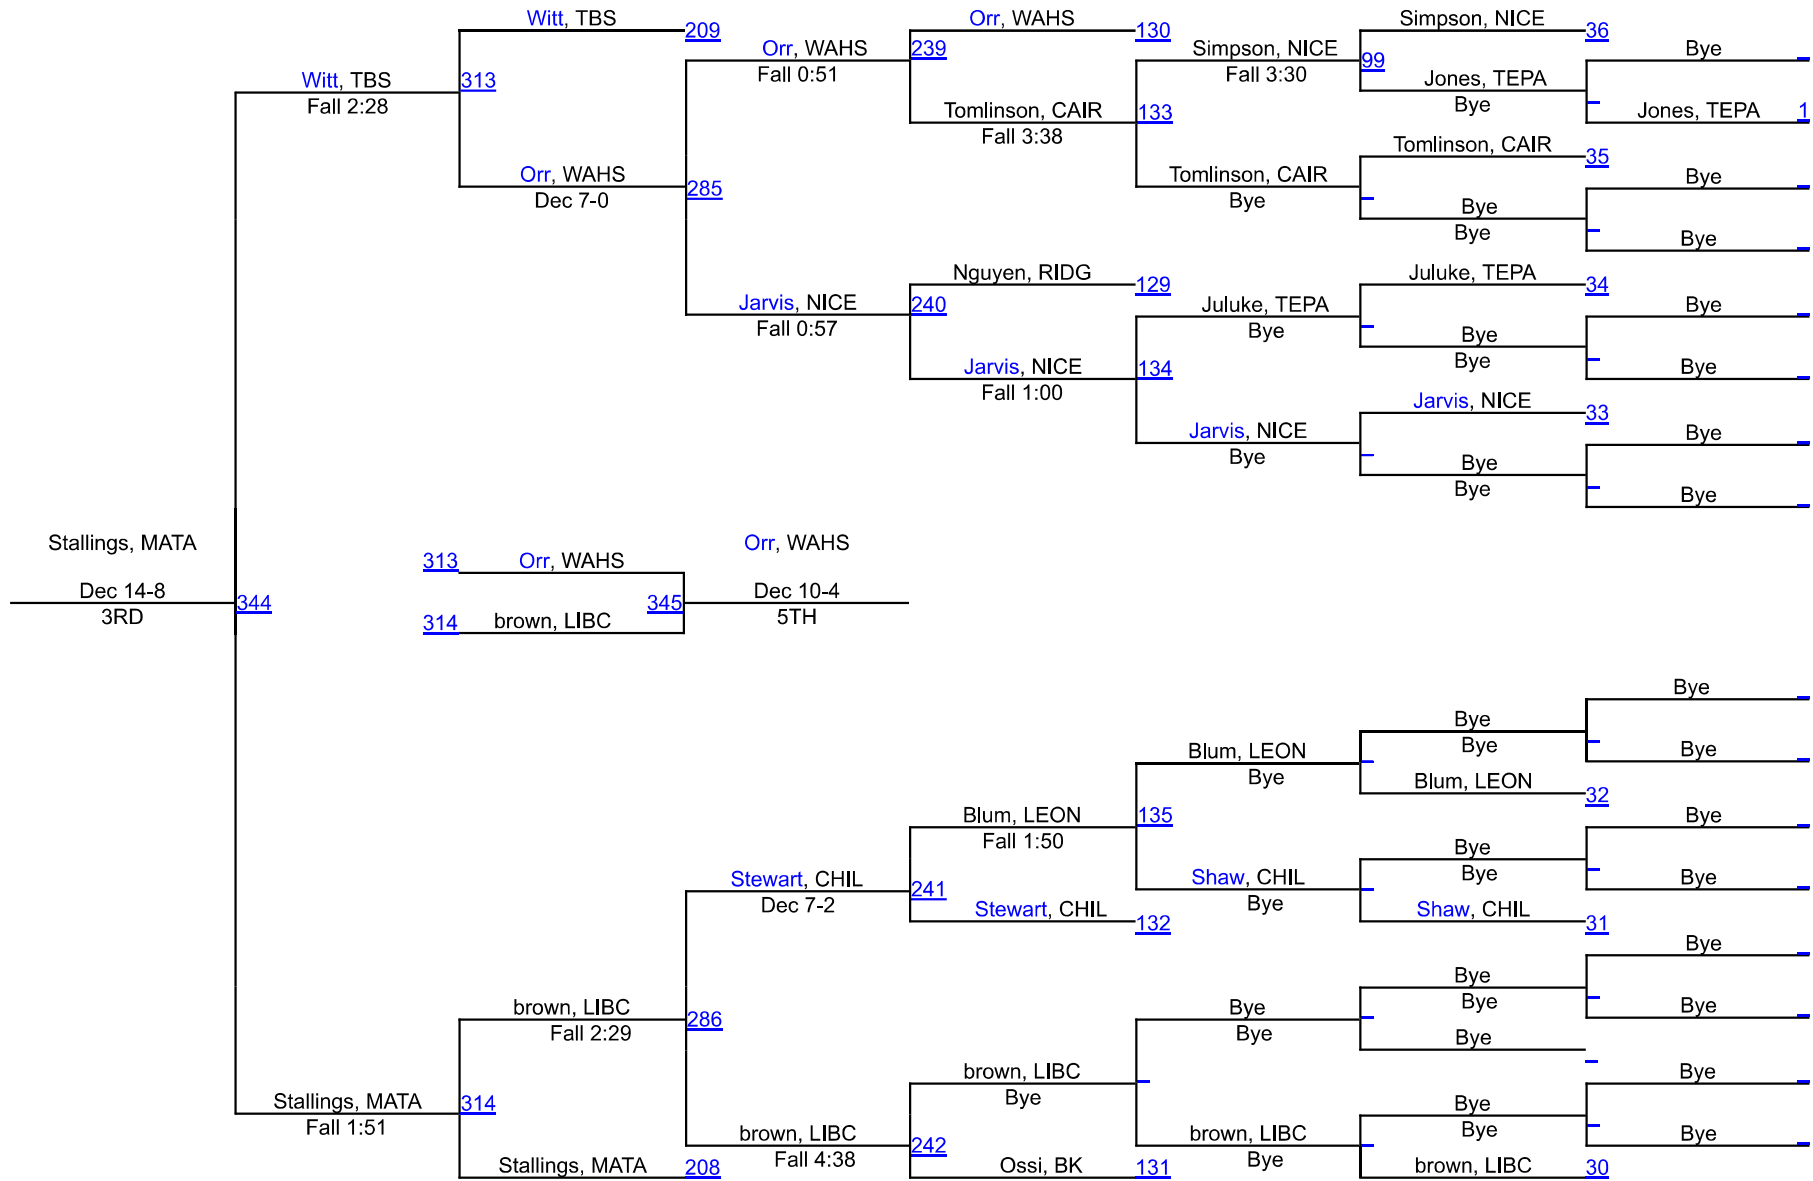 Witt, TBS
209
Orr, WAHS
130
Simpson, NICE
36
Bye
Orr, WAHS
Fall 0:51
239
Simpson, NICE
Fall 3:30
99
Jones, TEPA
Bye
Jones, TEPA
1
Witt, TBS
Fall 2:28
313
Tomlinson, CAIR
Fall 3:38
133
Tomlinson, CAIR
35
Bye
Orr, WAHS
Dec 7-0
285
Tomlinson, CAIR
Bye
Bye
Bye
Bye
Nguyen, RIDG
129
Juluke, TEPA
34
Bye
Jarvis, NICE
Fall 0:57
240
Juluke, TEPA
Bye
Bye
Bye
Bye
Jarvis, NICE
Fall 1:00
134
Jarvis, NICE
33
Bye
Jarvis, NICE
Bye
Bye
Bye
Bye
Stallings, MATA
Dec 14-8
3RD
344
313
Orr, WAHS
314
brown, LIBC
345
Orr, WAHS
Dec 10-4
5TH
Bye
Bye
Bye
Bye
Blum, LEON
Bye
Blum, LEON
32
Blum, LEON
Fall 1:50
135
Bye
Bye
Bye
Bye
Stewart, CHIL
Dec 7-2
241
Stewart, CHIL
132
Shaw, CHIL
Bye
Shaw, CHIL
31
Bye
brown, LIBC
Fall 2:29
286
Bye
Bye
Bye
Bye
Bye
Bye
brown, LIBC
Bye
Bye
Stallings, MATA
Fall 1:51
314
brown, LIBC
Fall 4:38
242
brown, LIBC
Bye
Bye
Bye
Bye
Stallings, MATA
208
Ossi, BK
131
brown, LIBC
30